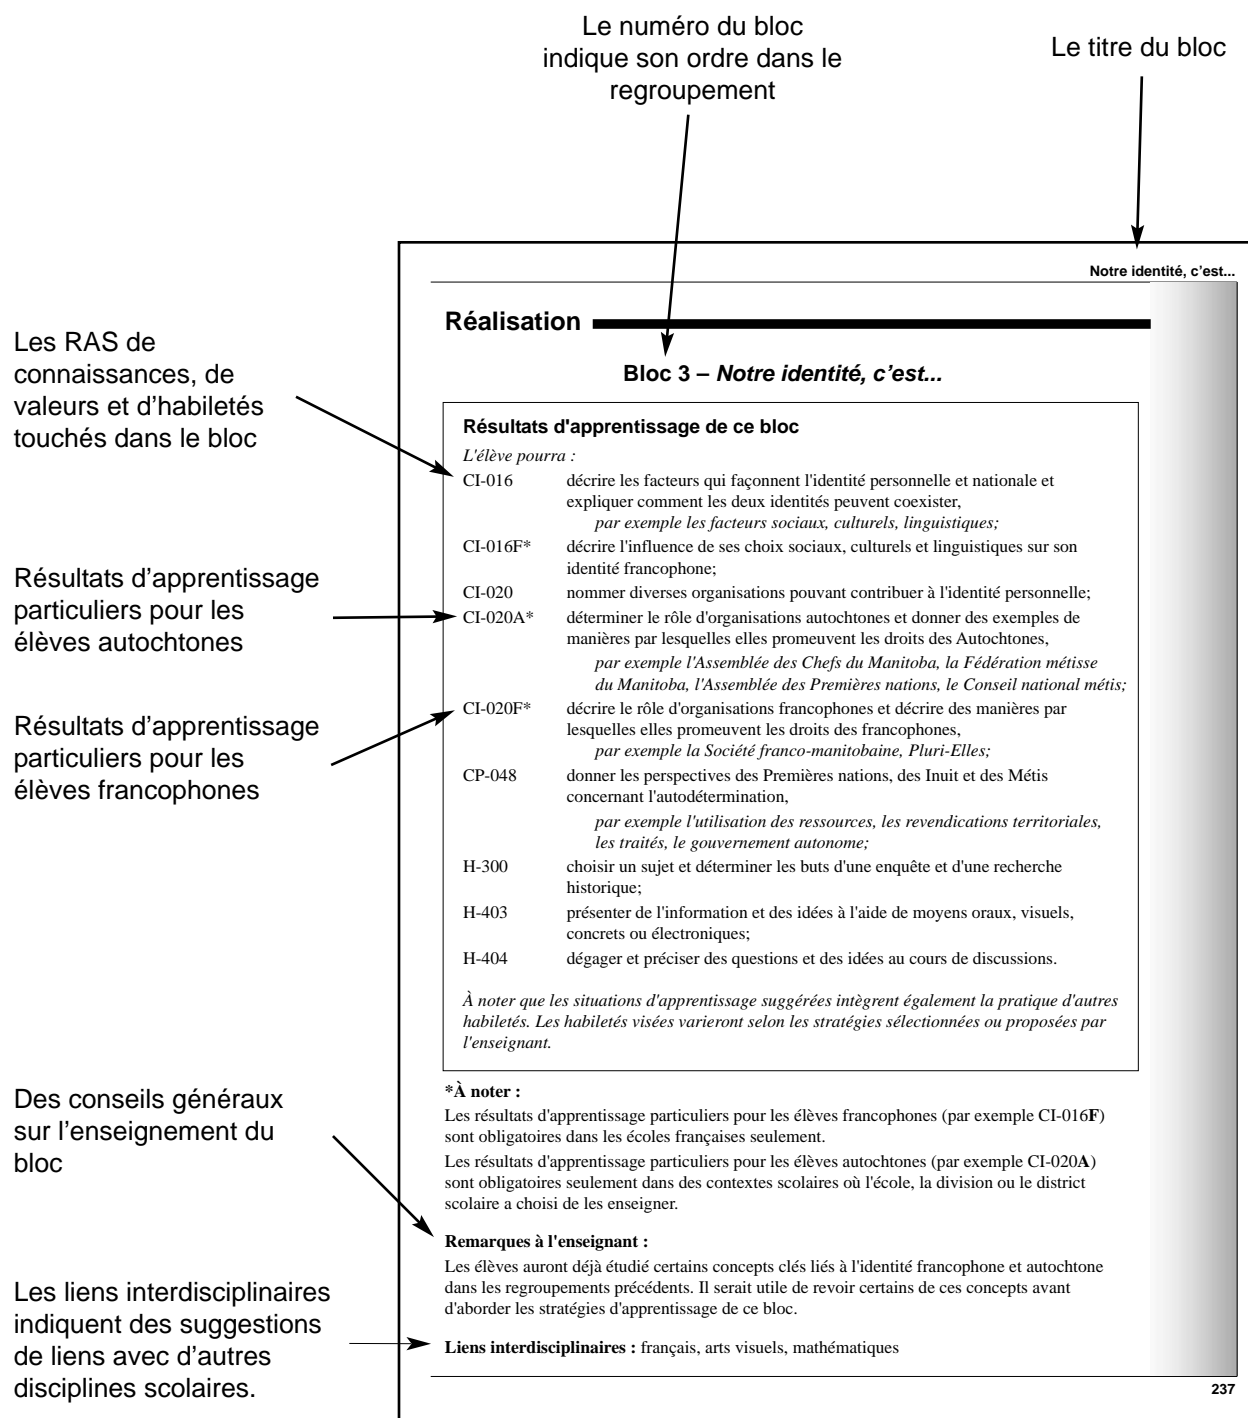 Le numéro du bloc
indique son ordre dans le
regroupement
Le titre du bloc
Notre identité, c'est...
Réalisation
Bloc 3 – Notre identité, c'est...
Les RAS de
connaissances, de
valeurs et d'habiletés
touchés dans le bloc
Résultats d'apprentissage particuliers pour les
élèves autochtones
Résultats d'apprentissage
particuliers pour les
élèves francophones
Des conseils généraux
sur l'enseignement du
bloc
Les liens interdisciplinaires
indiquent des suggestions
de liens avec d'autres
disciplines scolaires.
Résultats d'apprentissage de ce bloc
L'élève pourra :
CI-016 décrire les facteurs qui façonnent l'identité personnelle et nationale et
expliquer comment les deux identités peuvent coexister,
par exemple les facteurs sociaux, culturels, linguistiques;
CI-016F* décrire l'influence de ses choix sociaux, culturels et linguistiques sur son
identité francophone;
CI-020 nommer diverses organisations pouvant contribuer à l'identité personnelle;
CI-020A* déterminer le rôle d'organisations autochtones et donner des exemples de
manières par lesquelles elles promeuvent les droits des Autochtones,
par exemple l'Assemblée des Chefs du Manitoba, la Fédération métisse
du Manitoba, l'Assemblée des Premières nations, le Conseil national métis;
CI-020F* décrire le rôle d'organisations francophones et décrire des manières par
lesquelles elles promeuvent les droits des francophones,
par exemple la Société franco-manitobaine, Pluri-Elles;
CP-048 donner les perspectives des Premières nations, des Inuit et des Métis
concernant l'autodétermination,
par exemple l'utilisation des ressources, les revendications territoriales,
les traités, le gouvernement autonome;
H-300 choisir un sujet et déterminer les buts d'une enquête et d'une recherche
historique;
H-403 présenter de l'information et des idées à l'aide de moyens oraux, visuels,
concrets ou électroniques;
H-404 dégager et préciser des questions et des idées au cours de discussions.
À noter que les situations d'apprentissage suggérées intègrent également la pratique d'autres
habiletés. Les habiletés visées varieront selon les stratégies sélectionnées ou proposées par
l'enseignant.
*À noter :
Les résultats d'apprentissage particuliers pour les élèves francophones (par exemple CI-016F)
sont obligatoires dans les écoles françaises seulement.
Les résultats d'apprentissage particuliers pour les élèves autochtones (par exemple CI-020A)
sont obligatoires seulement dans des contextes scolaires où l'école, la division ou le district
scolaire a choisi de les enseigner.
Remarques à l'enseignant :
Les élèves auront déjà étudié certains concepts clés liés à l'identité francophone et autochtone
dans les regroupements précédents. Il serait utile de revoir certains de ces concepts avant
d'aborder les stratégies d'apprentissage de ce bloc.
Liens interdisciplinaires : français, arts visuels, mathématiques
237